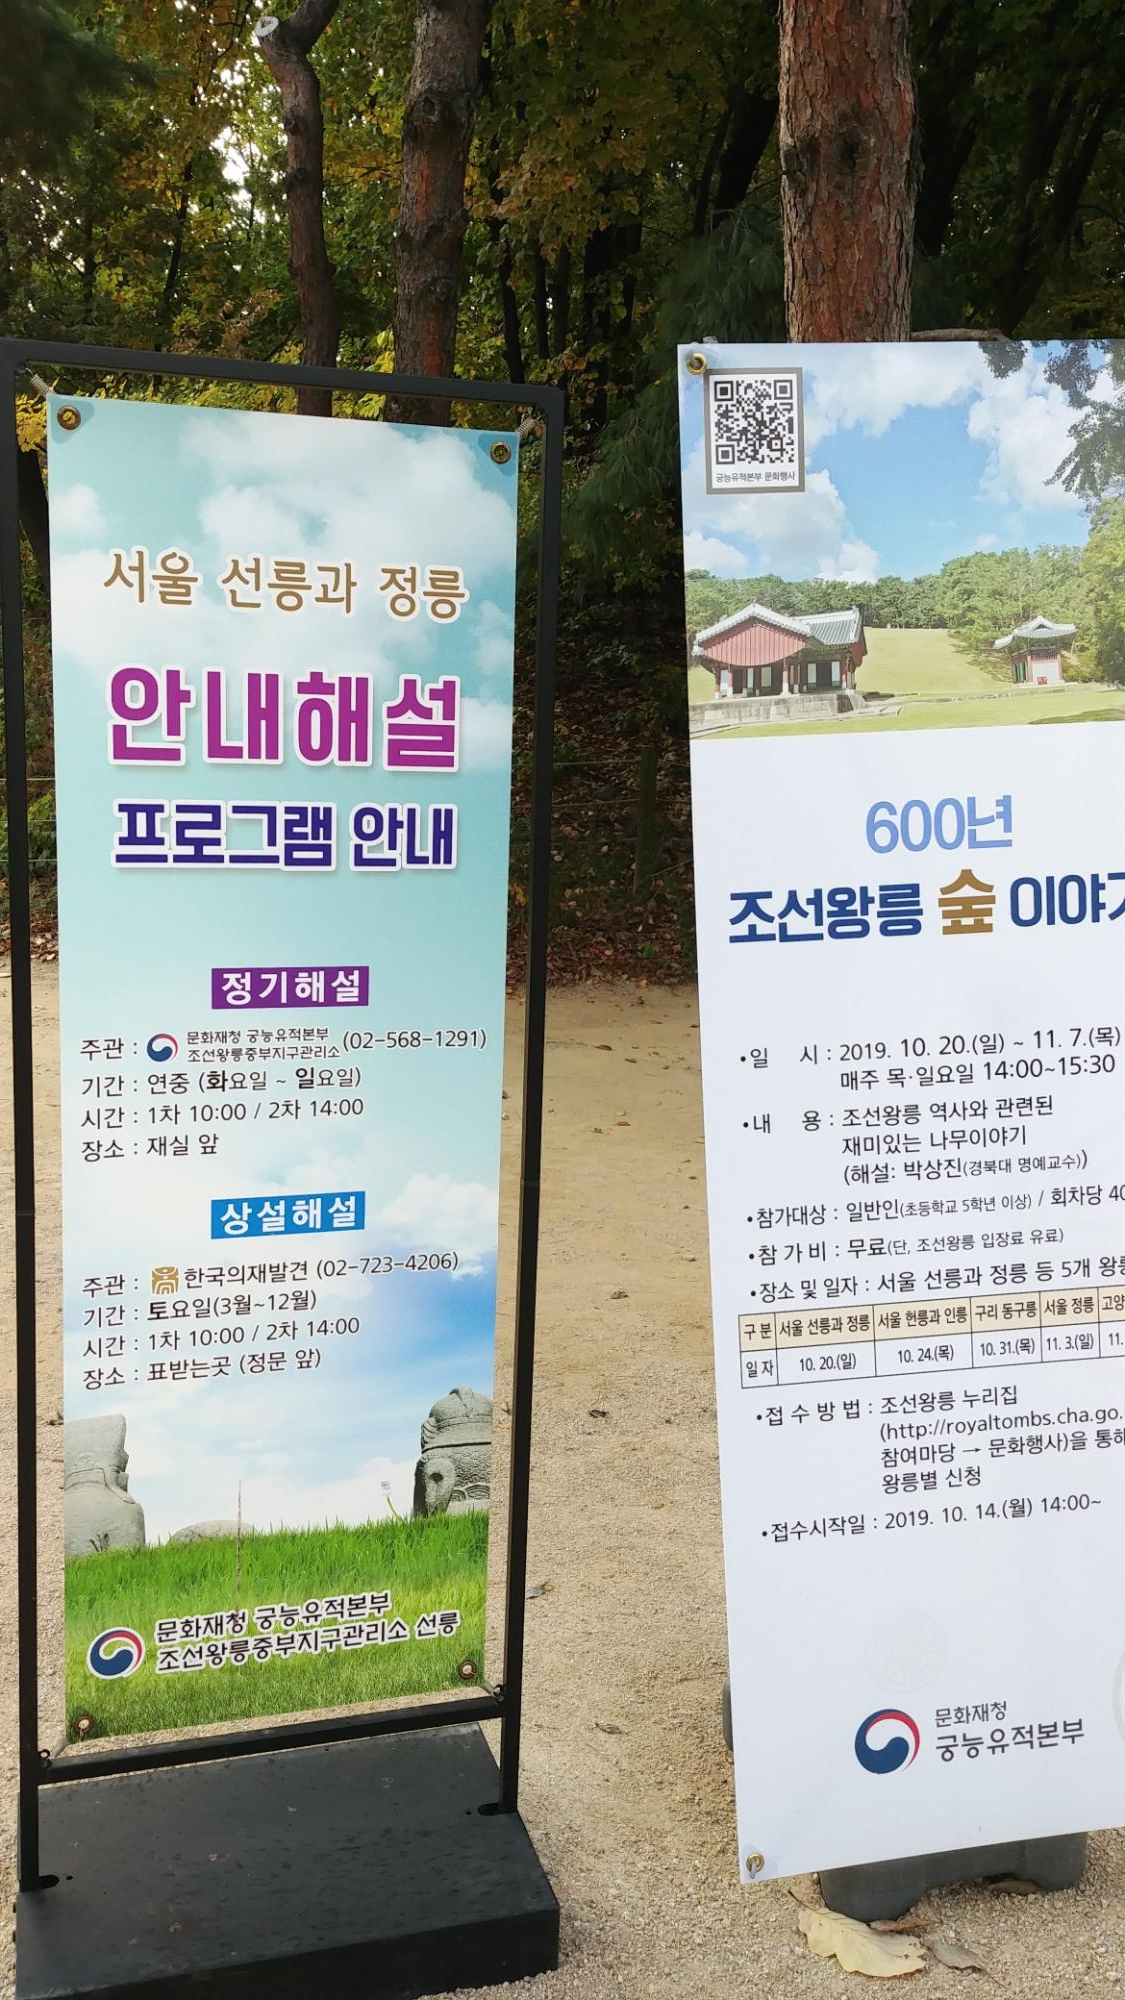 서울 선릉과 정릉
안내해설
프로그램 안내
정기해설
주관 : 문화재청 궁능유적본부
조선왕릉중부지구관리소 (02-568-1291)
기간 : 연중 (화요일 ~ 일요일)
시간 : 1차 10:00 / 2차 14:00
장소 : 재실 앞
상설해설
주관 : 한국의재발견 (02-723-4206)
기간 : 토요일(3월~12월)
시간 : 1차 10:00 / 2차 14:00
장소 : 표받는곳 (정문 앞)
문화재청 궁능유적본부
조선왕릉중부지구관리소 선릉
궁능유적본부 문화행사
600년
조선왕릉 숲 이야기
•일 시 : 2019. 10. 20.(일) ~ 11. 7.(목)
매주 목·일요일 14:00~15:30
•내 용 : 조선왕릉 역사와 관련된
재미있는 나무이야기
(해설: 박상진(경북대 명예교수))
•참가대상 : 일반인(초등학교 5학년 이상) / 회차당 40
•참 가 비 : 무료(단, 조선왕릉 입장료 유료)
•장소 및 일자 : 서울 선릉과 정릉 등 5개 왕릉
구 분 서울 선릉과 정릉 서울 헌릉과 인릉 구리 동구릉 서울 정릉 고양
일 자 10. 20.(일) 10. 24.(목) 10. 31.(목) 11. 3.(일) 11.
•접 수 방 법 : 조선왕릉 누리집
(http://royaltombs.cha.go.
참여마당 → 문화행사)을 통해
왕릉별 신청
•접수시작일 : 2019. 10. 14.(월) 14:00~
문화재청
궁능유적본부